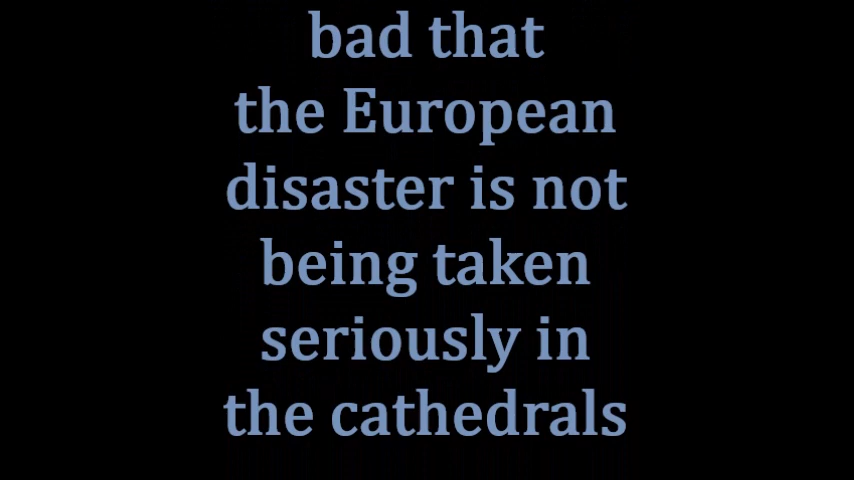 bad that
the European
disaster is not
being taken
seriously in
the cathedrals